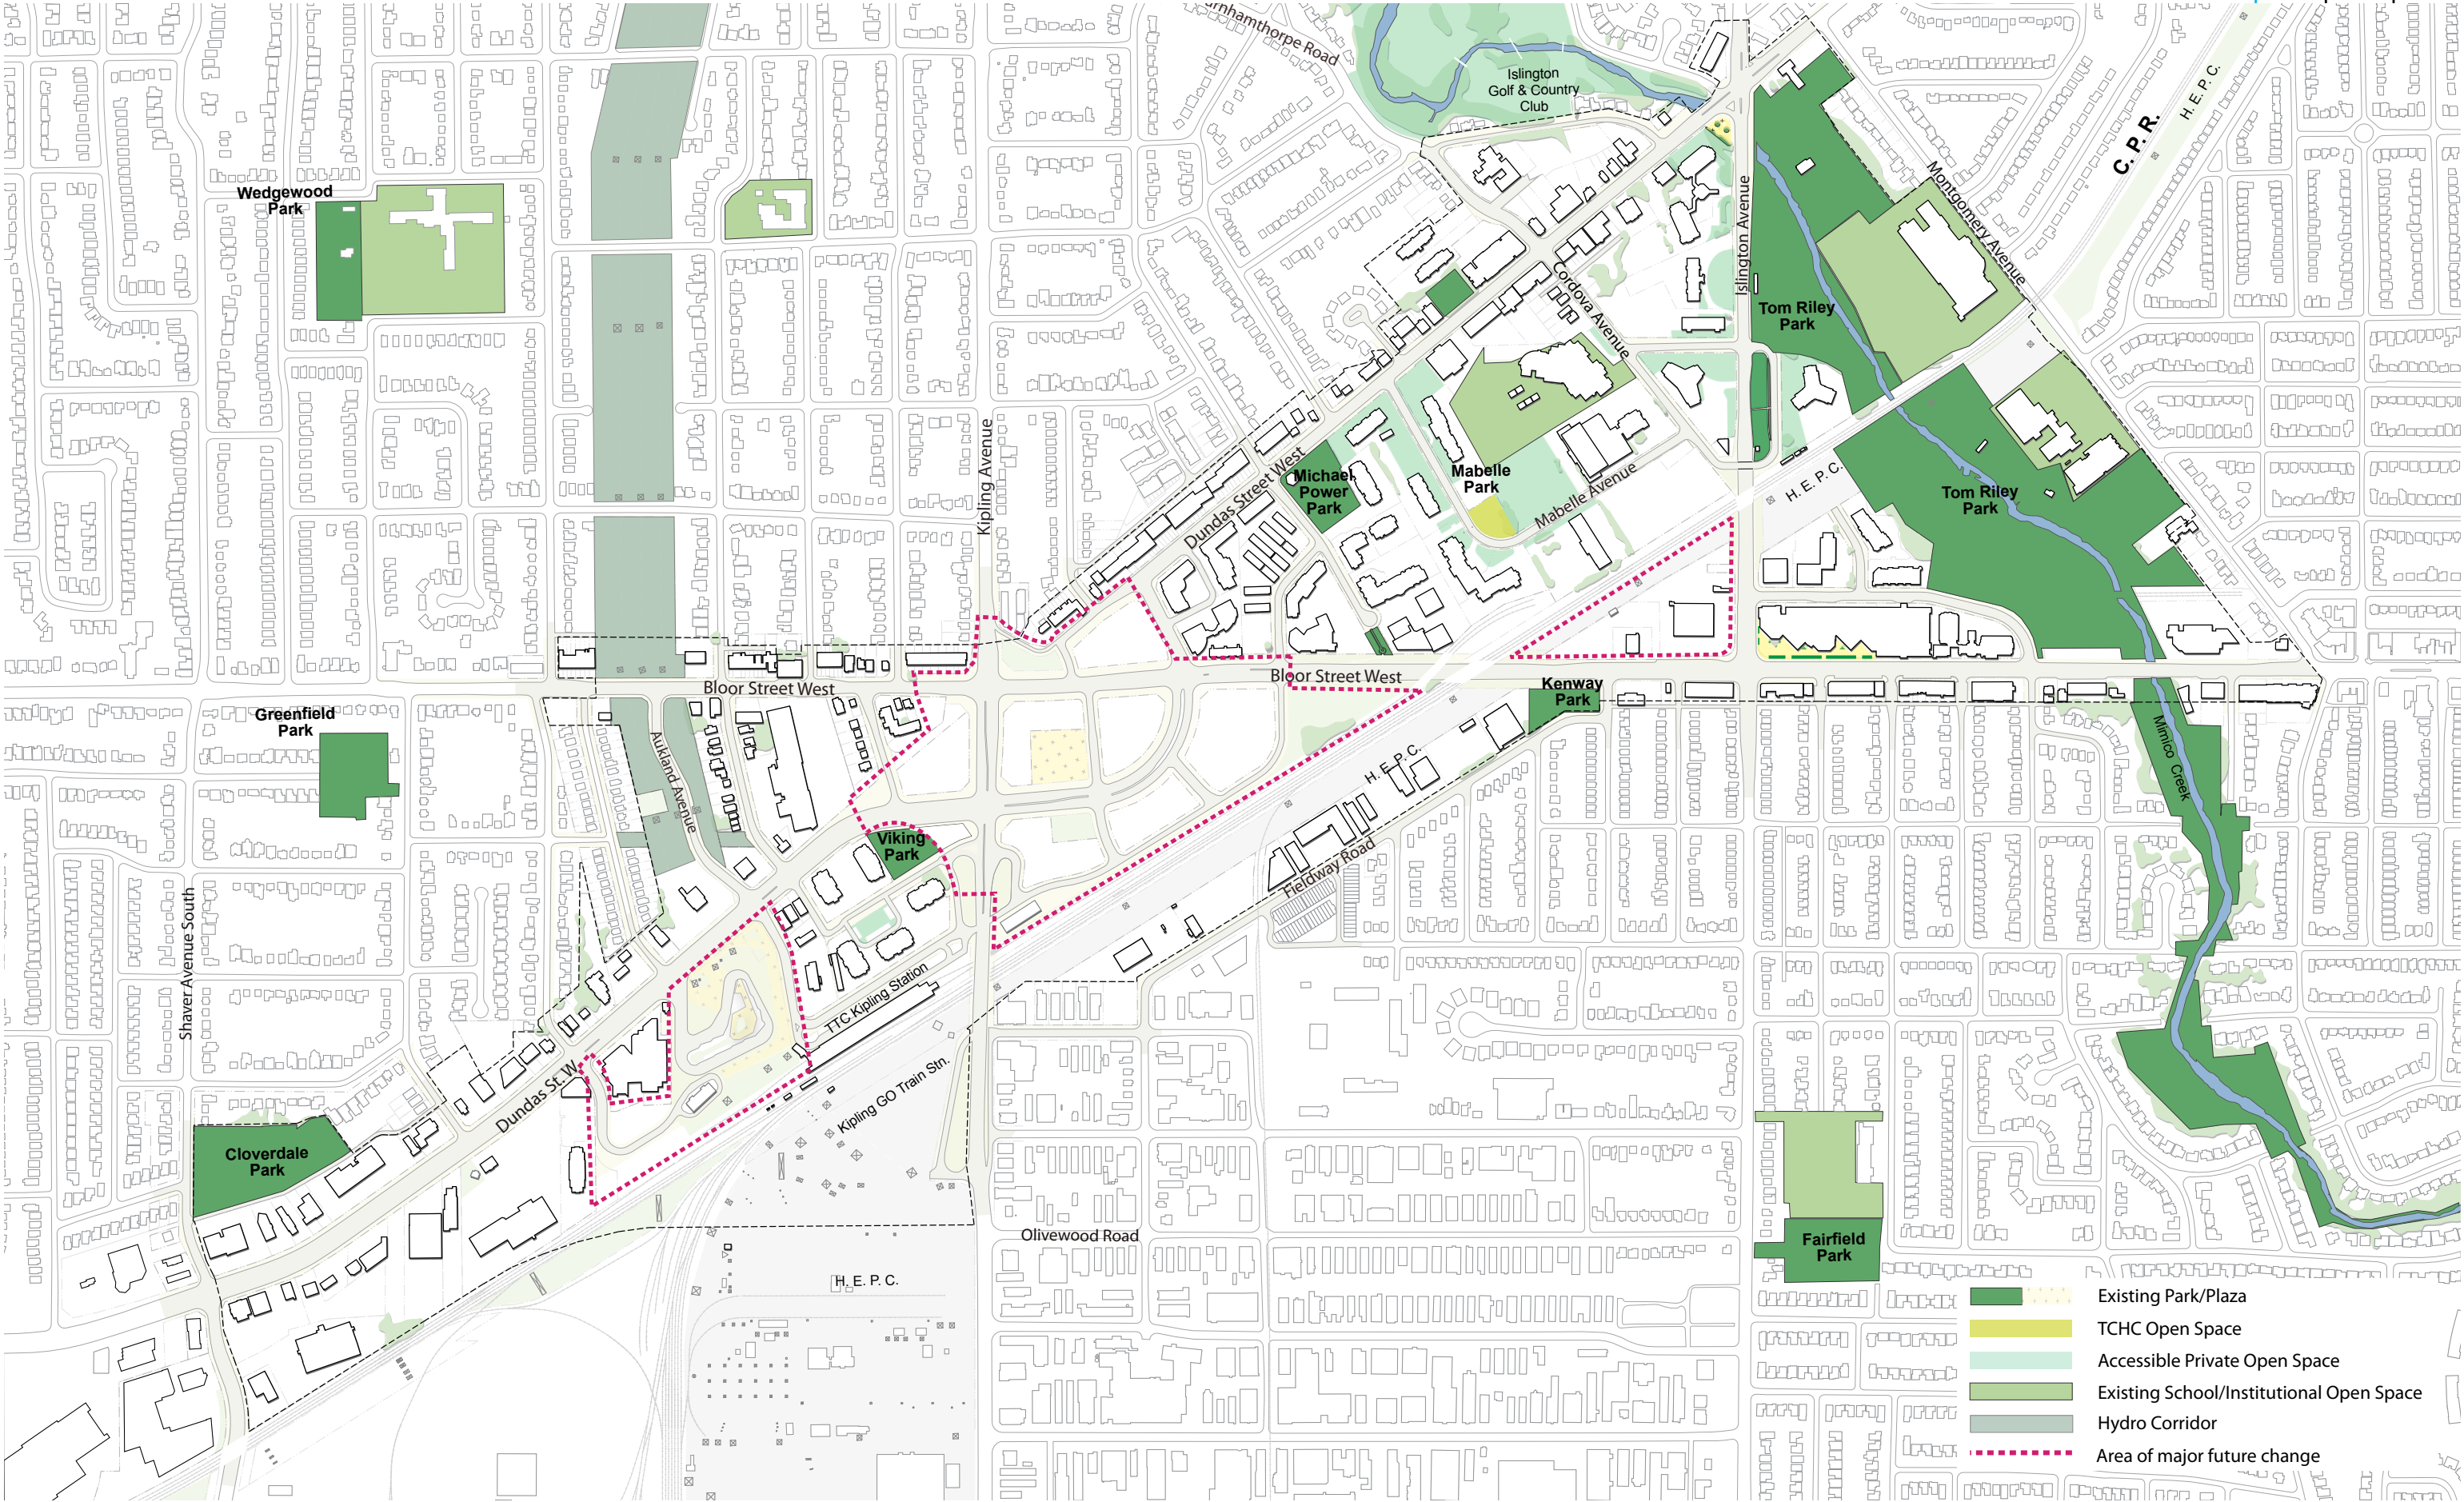 Islington
Golf & Country
Club
H. E. P. C.
C. P. R.
Wedgewood
Park
Montgomery Avenue
Islington Avenue
Cordova Avenue
Tom Riley
Park
Kipling Avenue
Dundas Street West
Michael
Power
Park
Mabelle
Park
Mabelle Avenue
H. E. P. C.
Tom Riley
Park
Bloor Street West
Bloor Street West
Kenway
Park
Greenfield
Park
Aukland Avenue
Mimico Creek
H. E. P. C.
Viking
Park
Fieldway Road
Shaver Avenue South
TTC Kipling Station
Kipling GO Train Stn.
Dundas St. W
Cloverdale
Park
Olivewood Road
Fairfield
Park
H. E. P. C.
Existing Park/Plaza
TCHC Open Space
Accessible Private Open Space
Existing School/Institutional Open Space
Hydro Corridor
Area of major future change